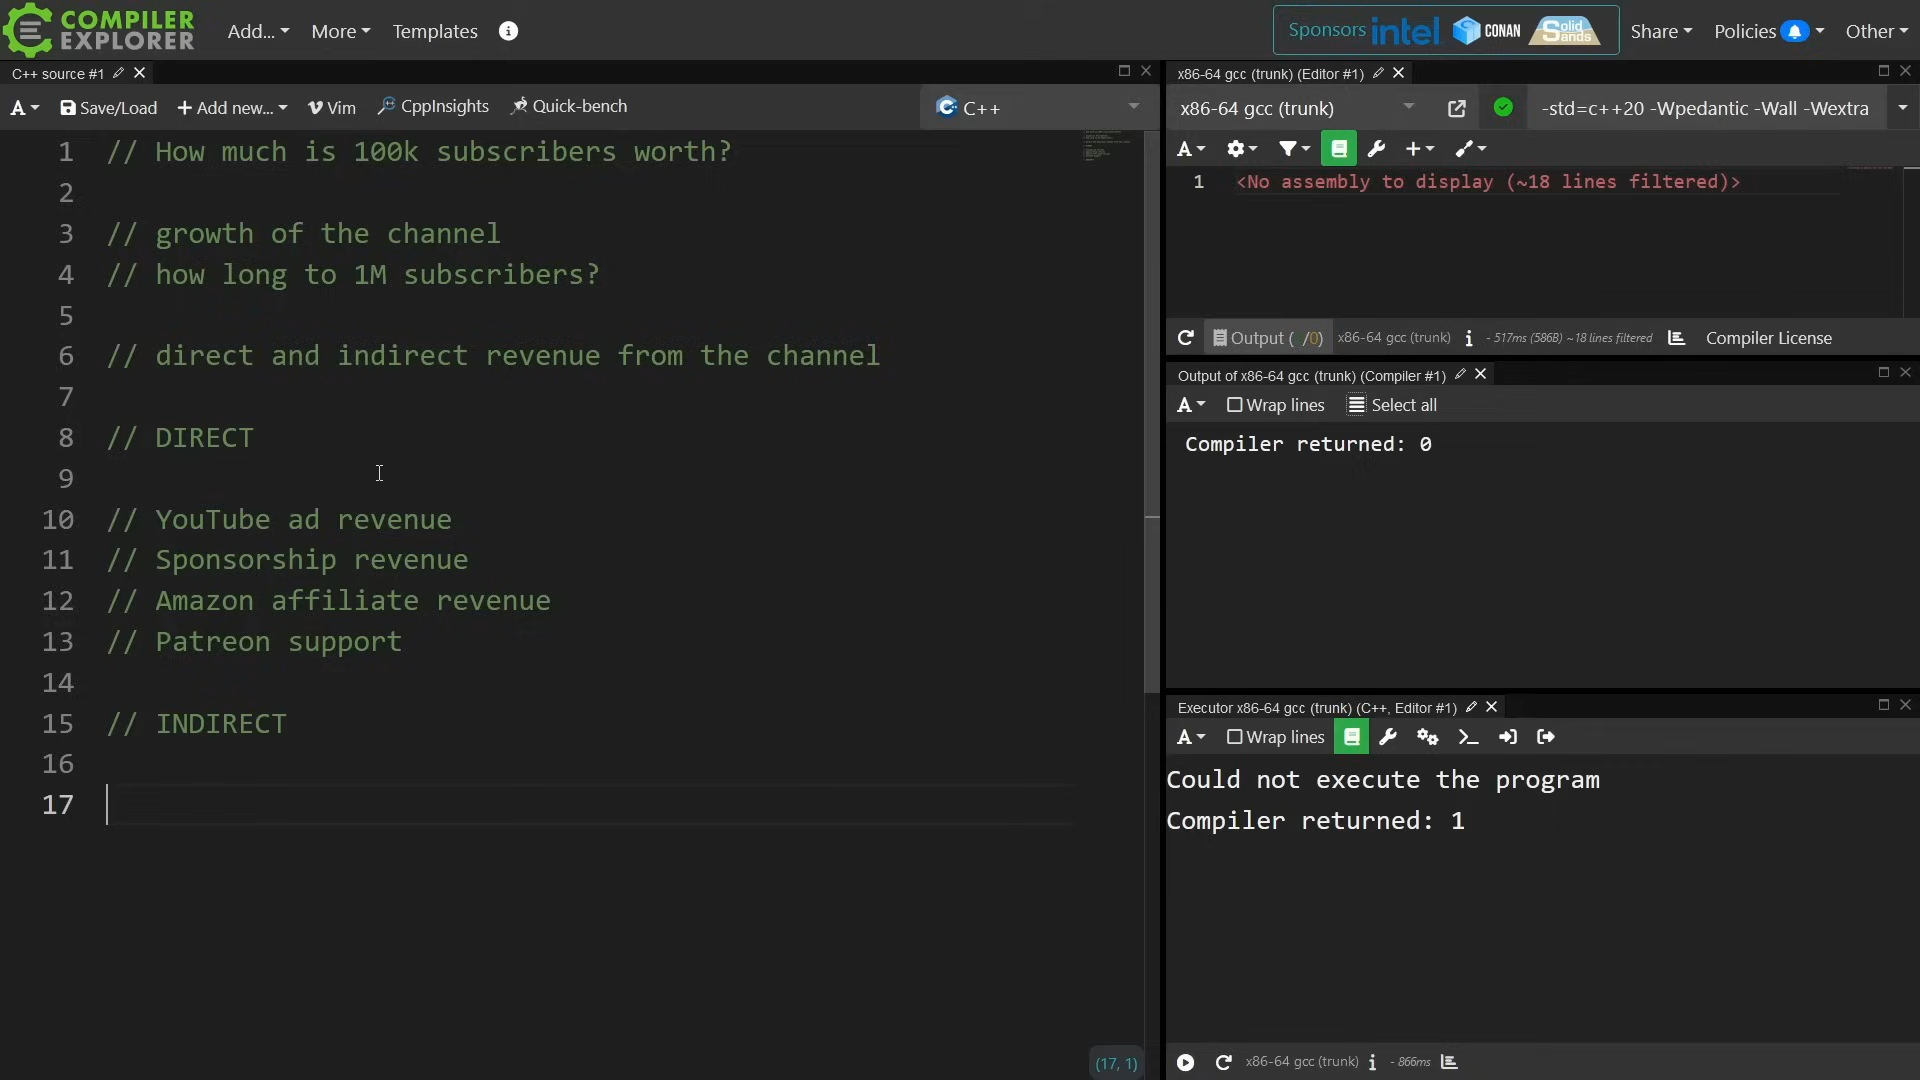 COMPILER
EXPLORER
Add...
More
Templates
Sponsors intel CONAN Solid Sands
Share
Policies
Other
C++ source #1
A
Save/Load
Add new...
Vim
CppInsights
Quick-bench
C++
1 // How much is 100k subscribers worth?
2
3 // growth of the channel
4 // how long to 1M subscribers?
5
6 // direct and indirect revenue from the channel
7
8 // DIRECT
9
10 // YouTube ad revenue
11 // Sponsorship revenue
12 // Amazon affiliate revenue
13 // Patreon support
14
15 // INDIRECT
16
17
(17, 1)
x86-64 gcc (trunk) (Editor #1)
x86-64 gcc (trunk)
-std=c++20 -Wpedantic -Wall -Wextra
A
1 <No assembly to display (~18 lines filtered)>
Output ( /0) x86-64 gcc (trunk) i - 517ms (586B) ~18 lines filtered Compiler License
Output of x86-64 gcc (trunk) (Compiler #1)
A Wrap lines Select all
Compiler returned: 0
Executor x86-64 gcc (trunk) (C++, Editor #1)
A Wrap lines
Could not execute the program
Compiler returned: 1
x86-64 gcc (trunk) i - 866ms